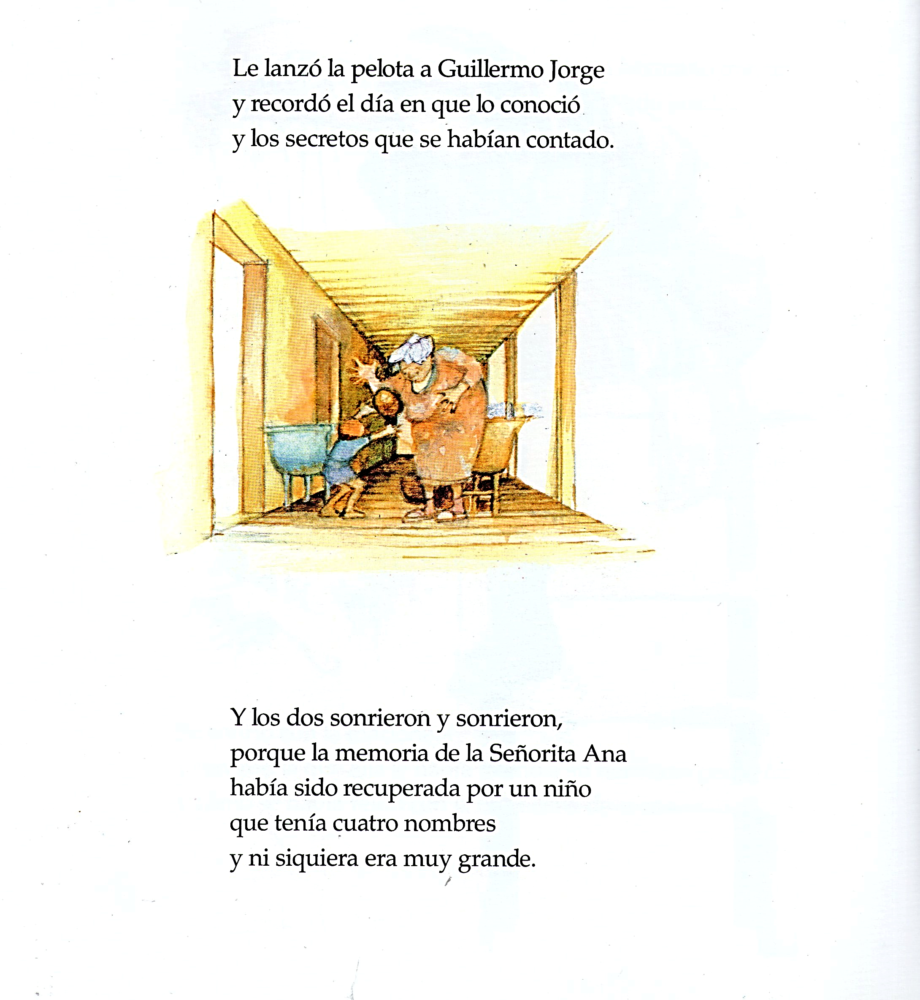 Le lanzó la pelota a Guillermo Jorge
y recordó el día en que lo conoció
y los secretos que se habían contado.
Y los dos sonrieron y sonrieron,
porque la memoria de la Señorita Ana
había sido recuperada por un niño
que tenía cuatro nombres
y ni siquiera era muy grande.